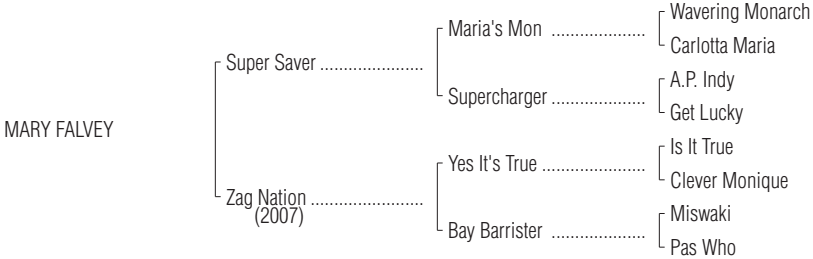 MARY FALVEY
Super Saver ......................
Zag Nation ........................
(2007)
Maria's Mon ....................
Supercharger ....................
Yes It's True ......................
Bay Barrister ....................
Wavering Monarch
Carlotta Maria
A.P. Indy
Get Lucky
Is It True
Clever Monique
Miswaki
Pas Who